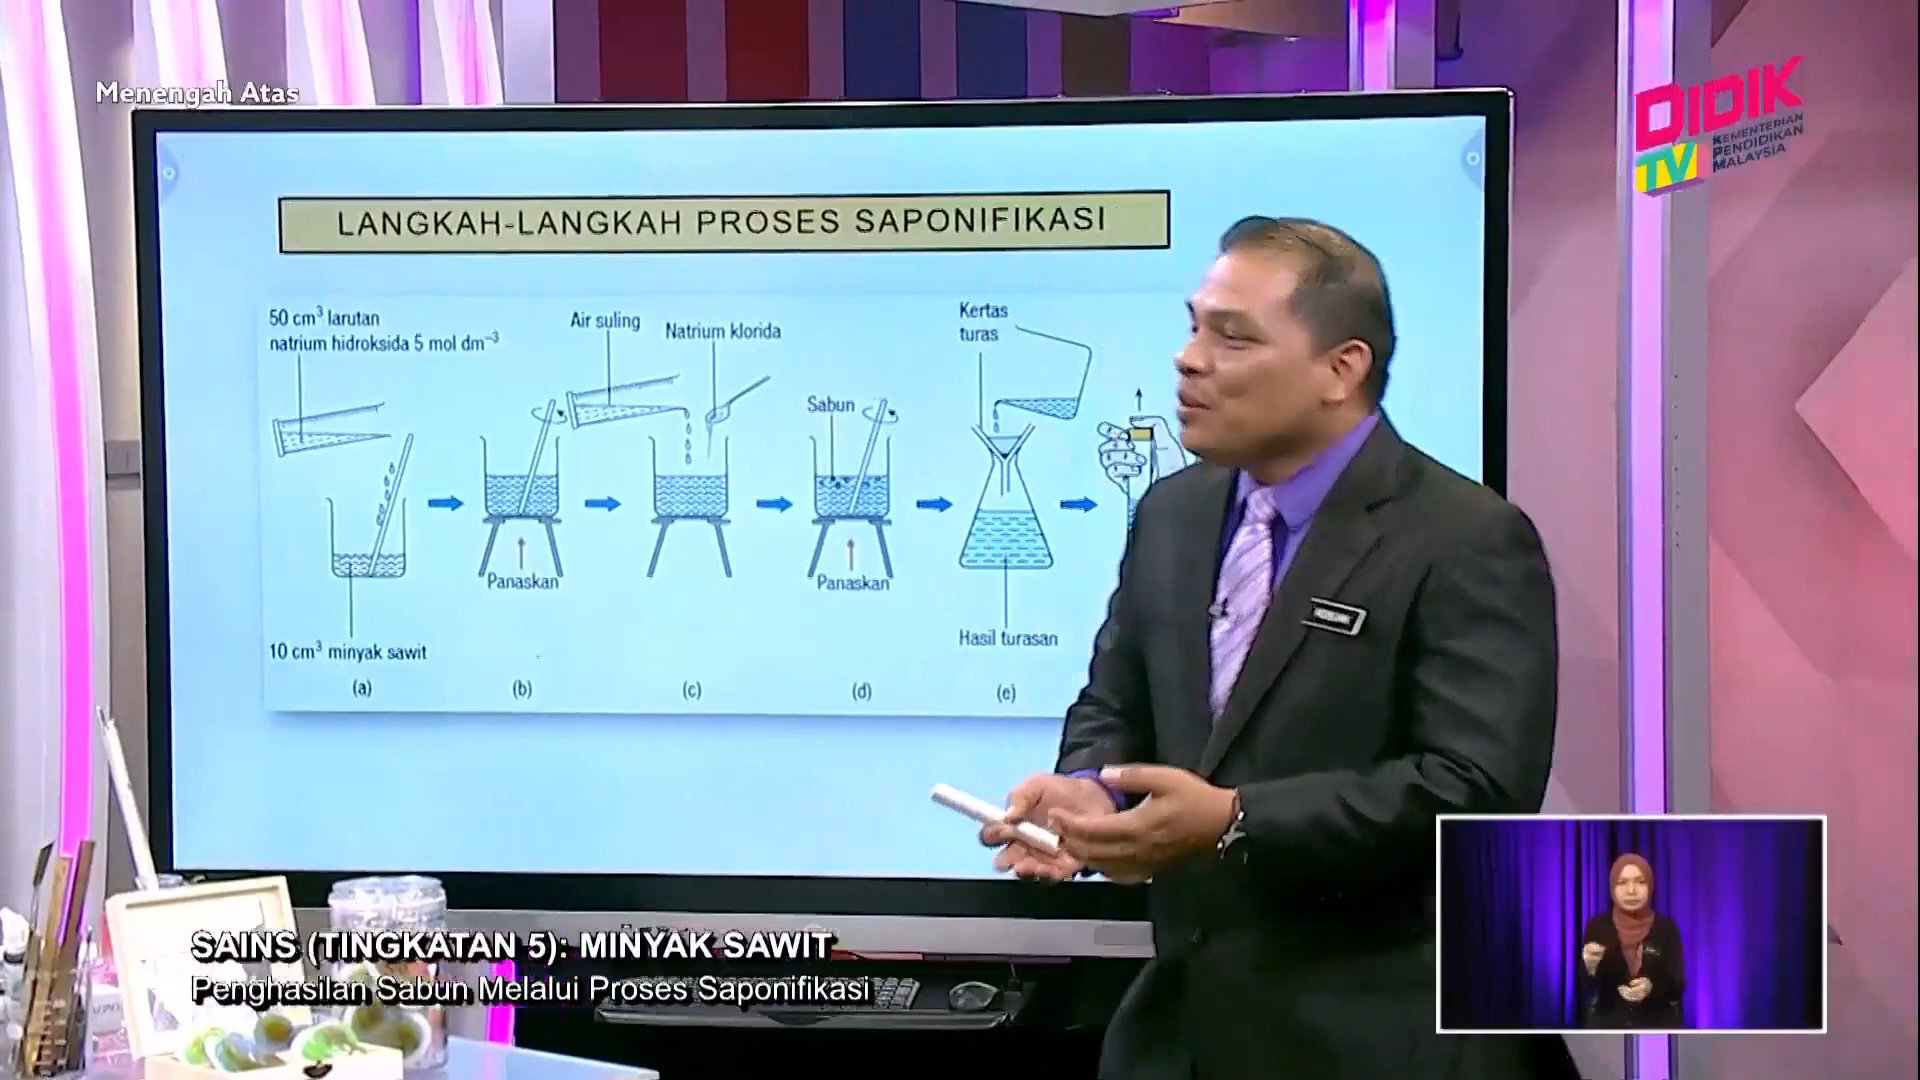 Menengah Atas
DIDIK
TV
KEMENTERIAN
PENDIDIKAN
MALAYSIA
LANGKAH-LANGKAH PROSES SAPONIFIKASI
50 cm³ larutan
natrium hidroksida 5 mol dm⁻³
Air suling
Natrium klorida
Kertas
turas
Sabun
Panaskan
Panaskan
Hasil turasan
10 cm³ minyak sawit
(a)
(b)
(c)
(d)
(e)
SAINS (TINGKATAN 5): MINYAK SAWIT
Penghasilan Sabun Melalui Proses Saponifikasi